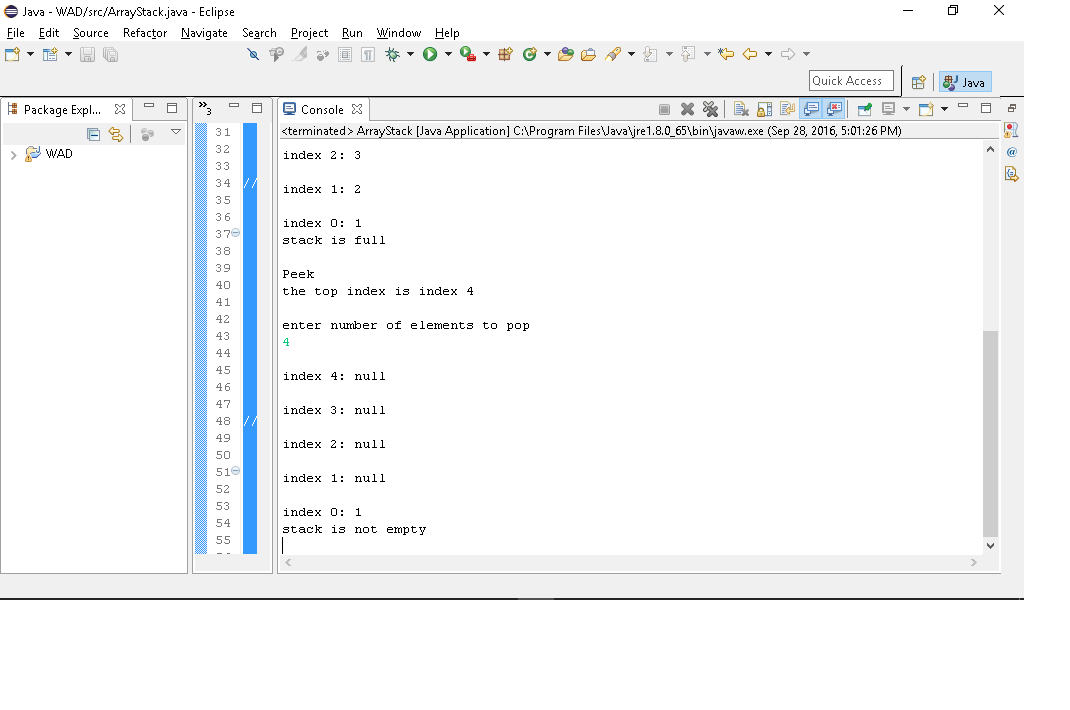 Java - WAD/src/ArrayStack.java - Eclipse
File Edit Source Refactor Navigate Search Project Run Window Help
Quick Access Java
Package Expl... »3 Console
<terminated> ArrayStack [Java Application] C:\Program Files\Java\jre1.8.0_65\bin\javaw.exe (Sep 28, 2016, 5:01:26 PM)
WAD
31
32
33
34 //
35
36
37
38
39
40
41
42
43
44
45
46
47
48 //
49
50
51
52
53
54
55
index 2: 3
index 1: 2
index 0: 1
stack is full
Peek
the top index is index 4
enter number of elements to pop
4
index 4: null
index 3: null
index 2: null
index 1: null
index 0: 1
stack is not empty